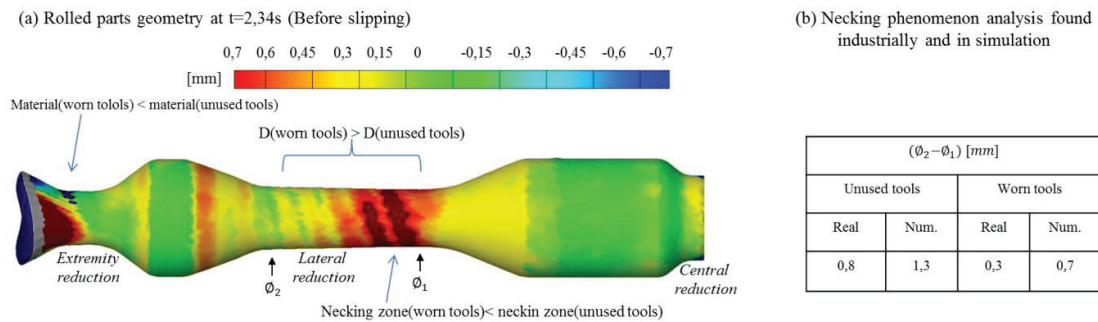 (a) Rolled parts geometry at t=2,34s (Before slipping)
0,7 0,6 0,45 0,3 0,15 0 -0,15 -0,3 -0,45 -0,6 -0,7
[mm]
Material(worn tolols) < material(unused tools)
D(worn tools) > D(unused tools)
Extremity
reduction
Ø2
Lateral
reduction
Ø1
Central
reduction
Necking zone(worn tools)< neckin zone(unused tools)
(b) Necking phenomenon analysis found
industrially and in simulation
(Ø2−Ø1) [mm]
Unused tools Worn tools
Real Num. Real Num.
0,8 1,3 0,3 0,7